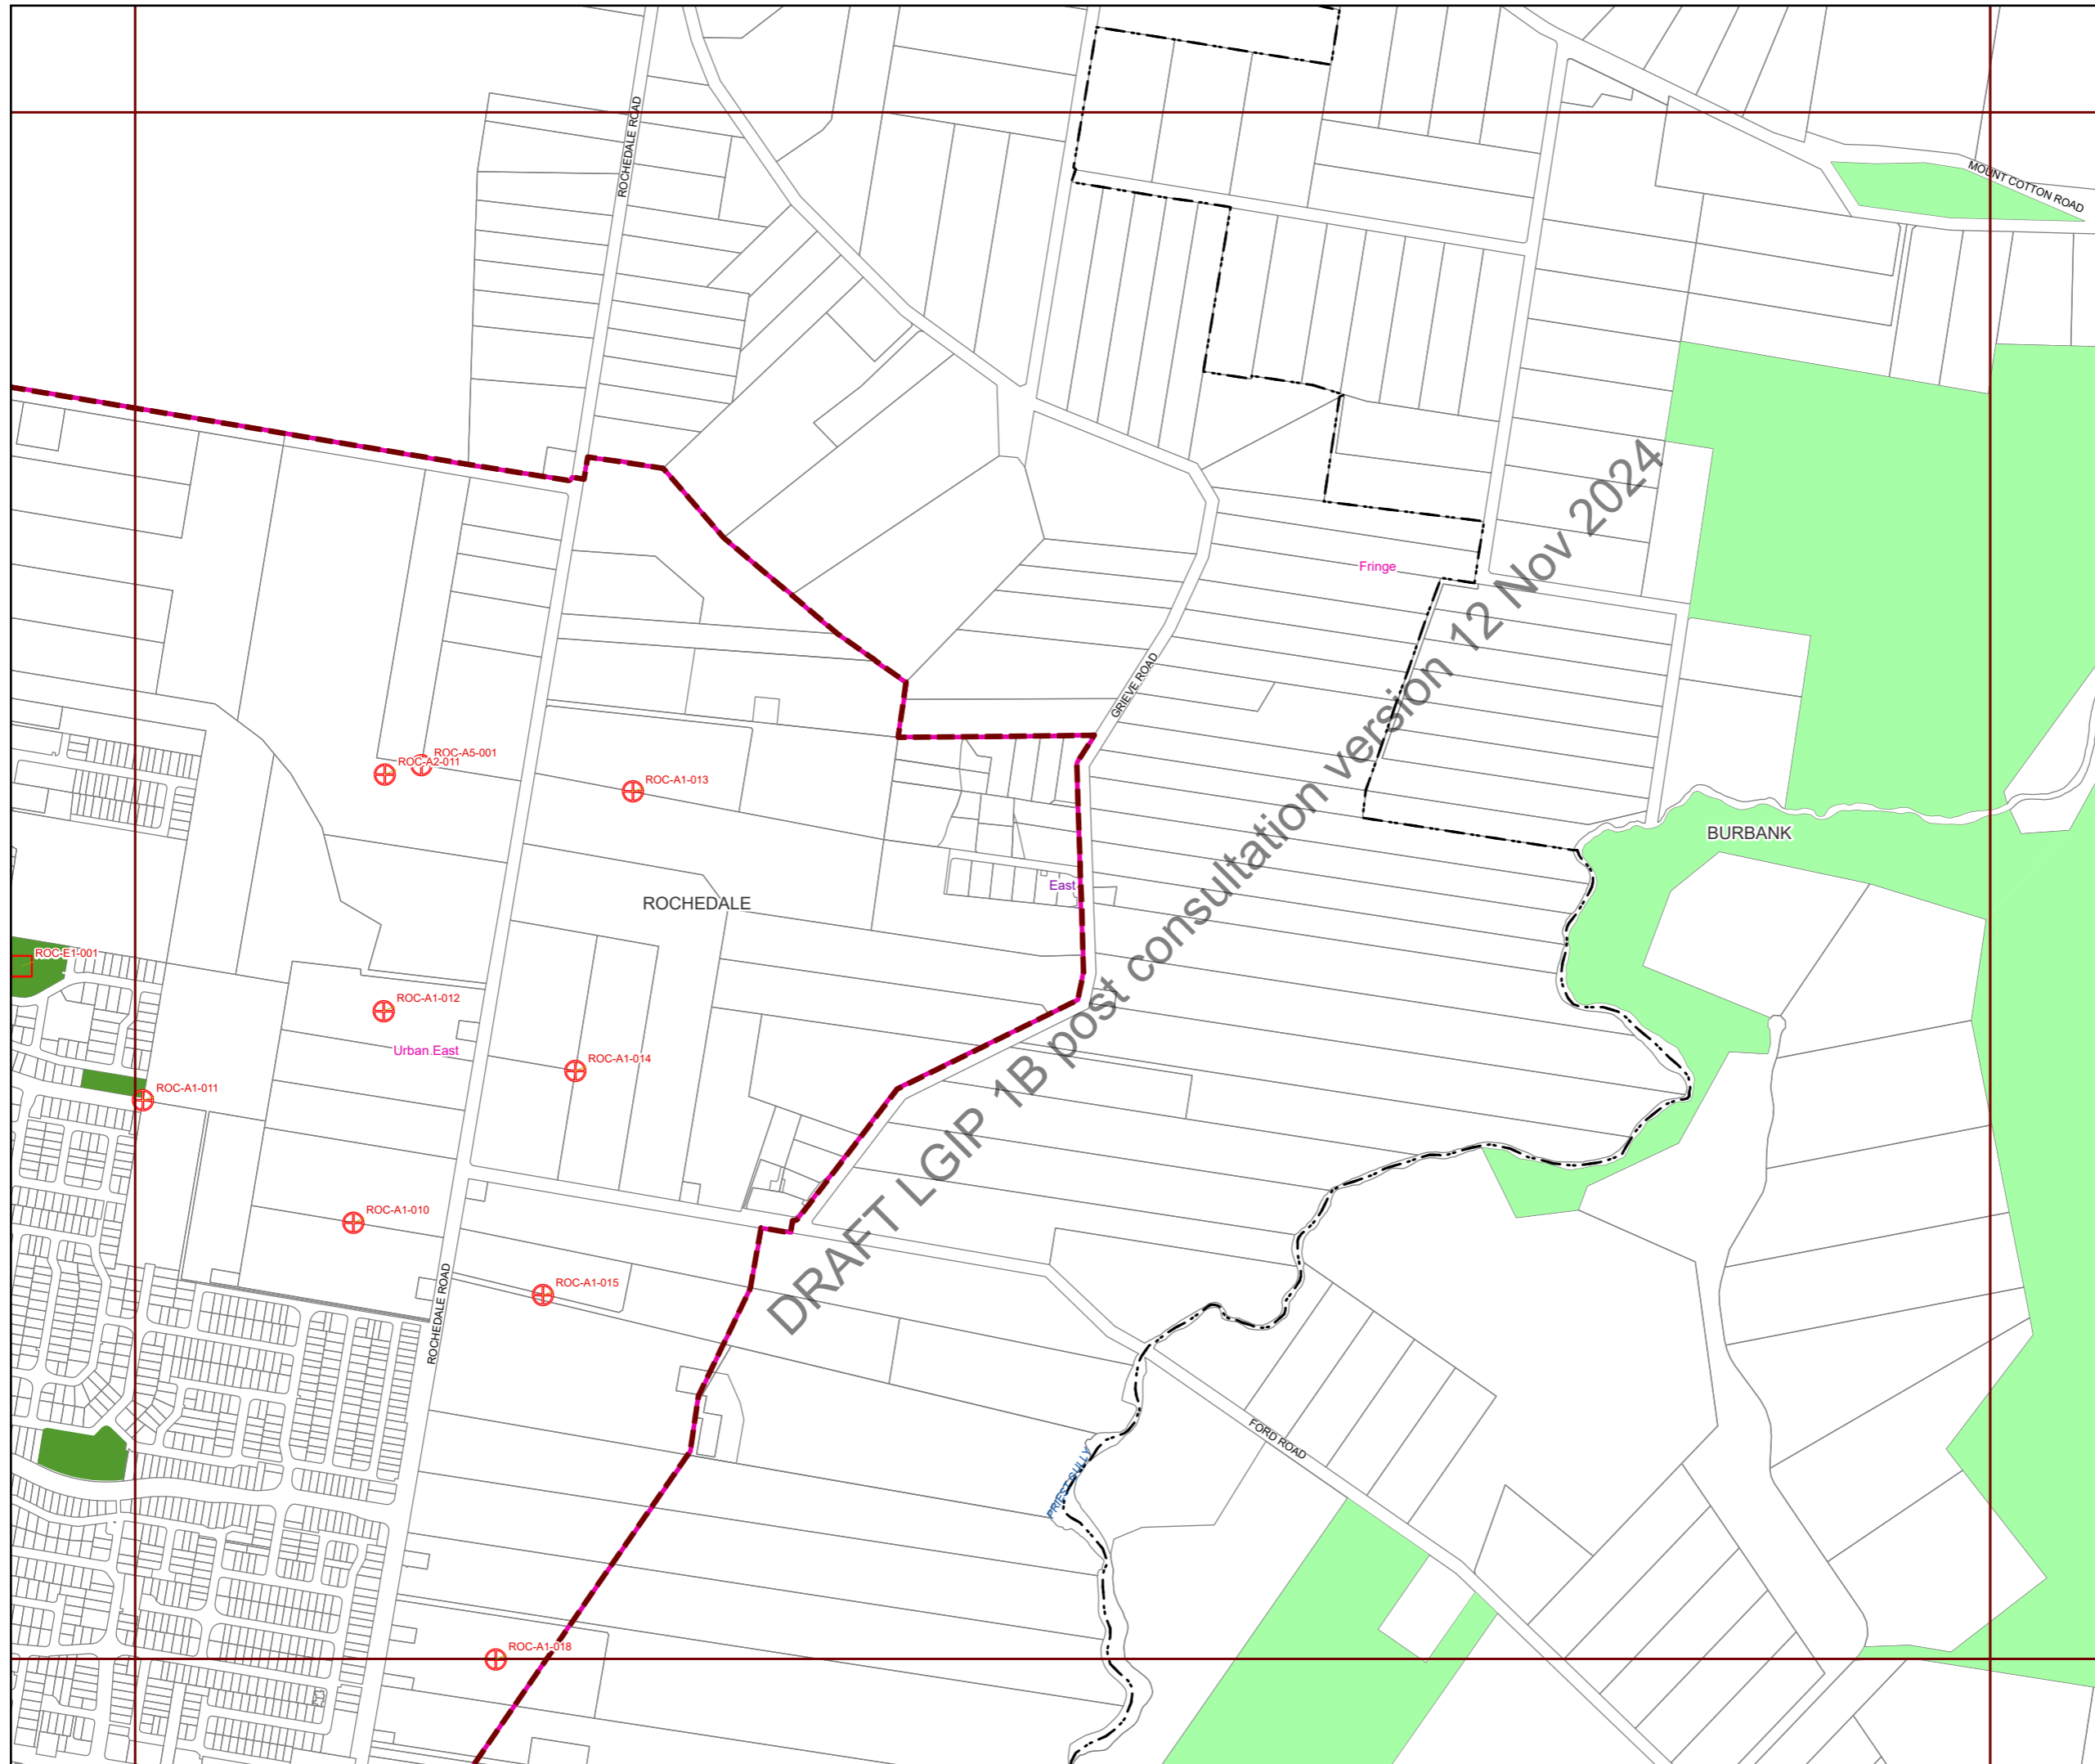 ROCHEDALE ROAD
MOUNT COTTON ROAD
Fringe
GRIEVE ROAD
ROC-A5-001
ROC-A2-011
ROC-A1-013
BURBANK
East
ROCHEDALE
ROC-E1-001
ROC-A1-012
Urban East
ROC-A1-014
ROC-A1-011
ROC-A1-010
ROC-A1-015
ROCHEDALE ROAD
DRAFT LGIP 1B post consultation version 12 Nov 2024
FORD ROAD
PRIEST GULLY
ROC-A1-018